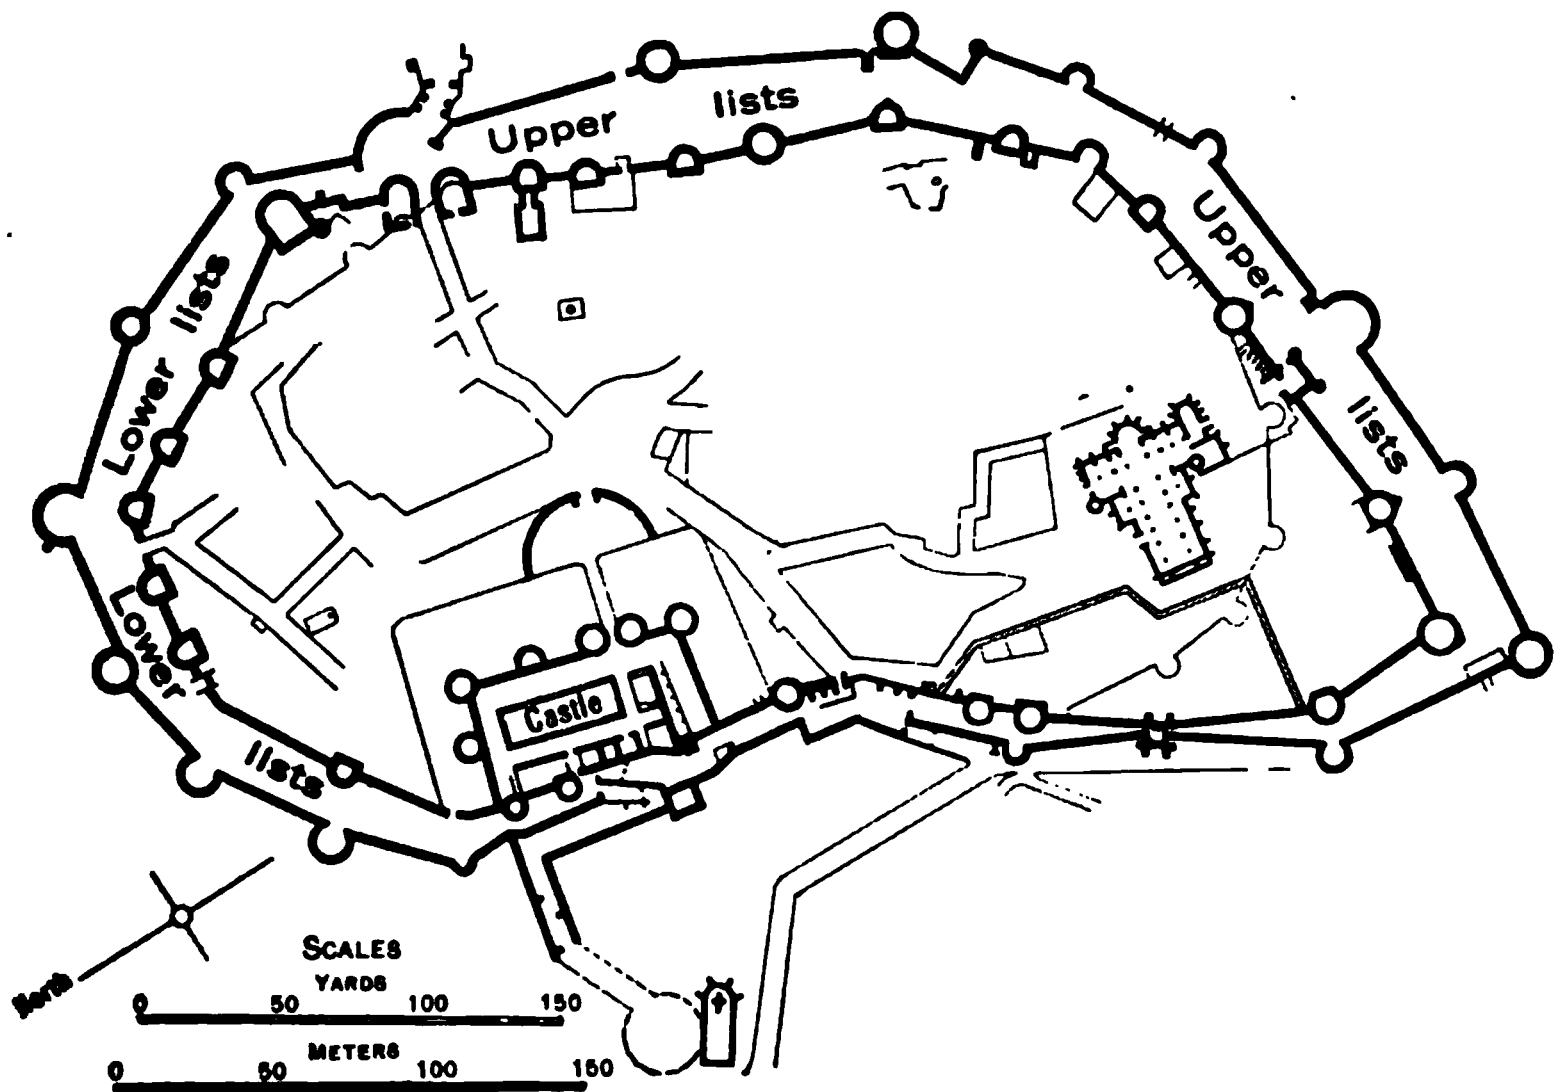 Upper lists
Upper
lists
Lower lists
Lower
lists
Castle
North
SCALES
YARDS
0 50 100 150
METERS
0 50 100 150